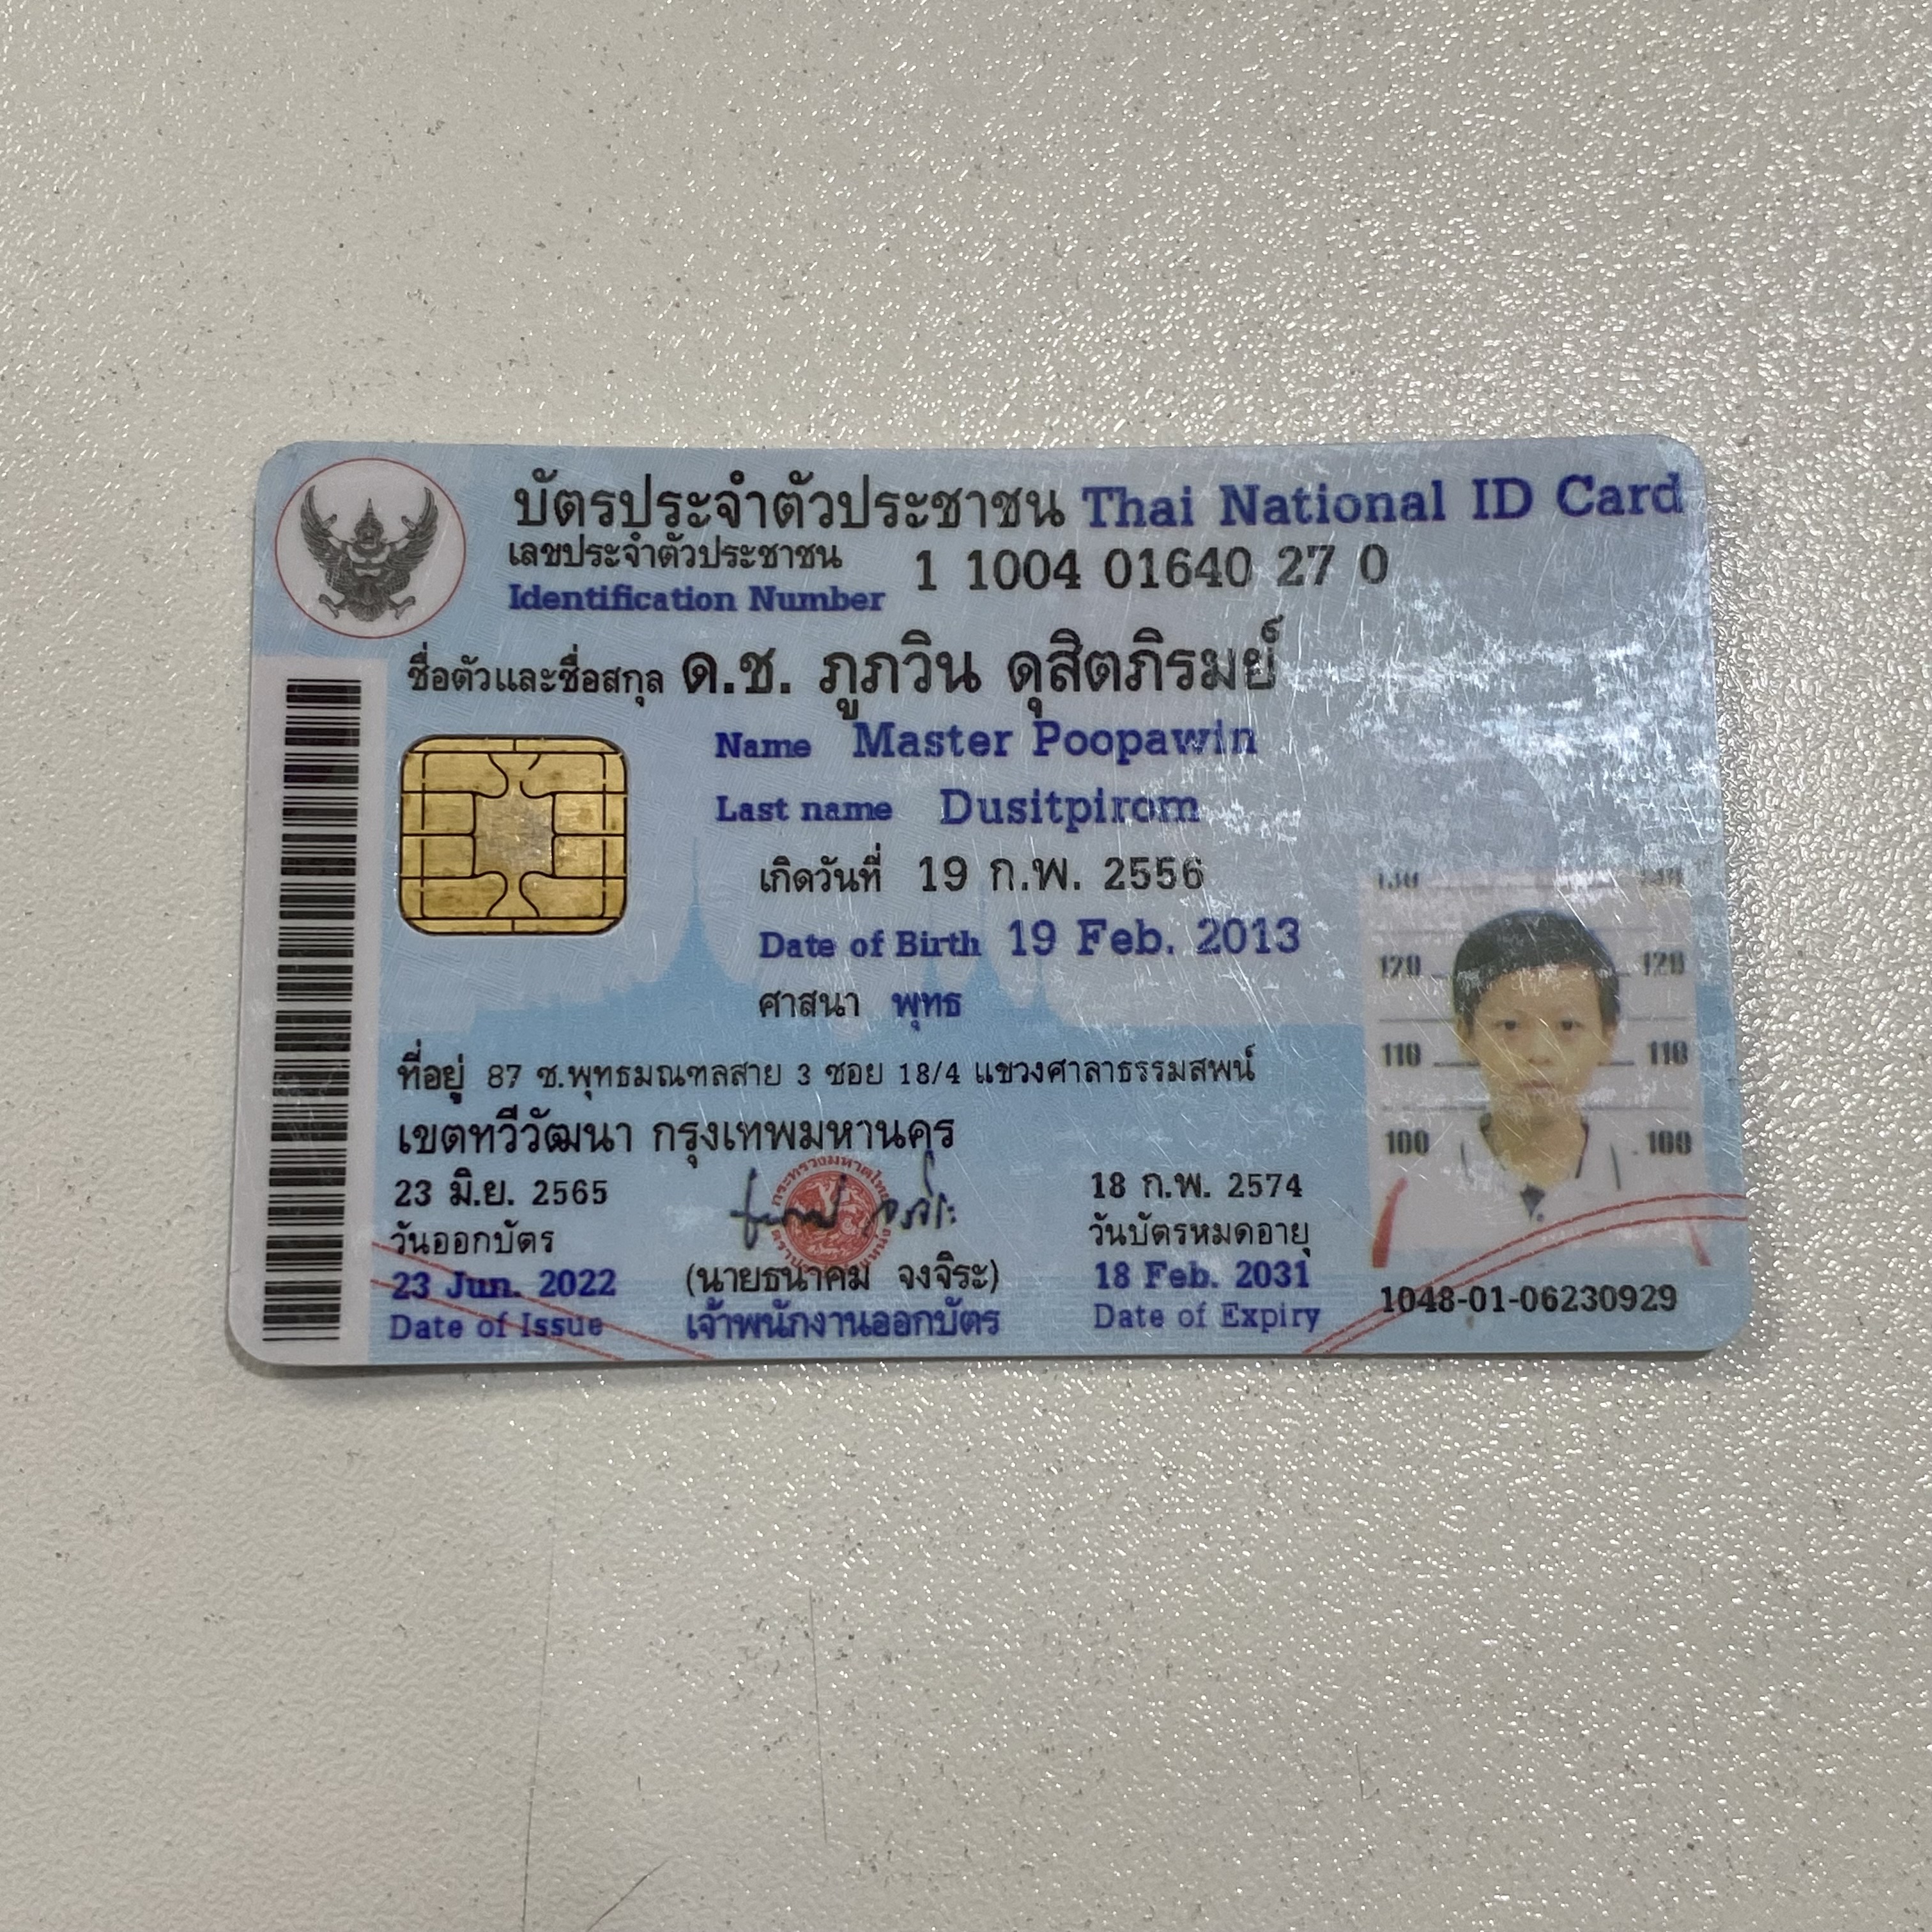 บัตรประจำตัวประชาชน Thai National ID Card
เลขประจำตัวประชาชน
Identification Number 1 1004 01640 27 0
ชื่อตัวและชื่อสกุล ด.ช. ภูภวิน ดุสิตภิรมย์
Name Master Poopawin
Last name Dusitpirom
เกิดวันที่ 19 ก.พ. 2556
Date of Birth 19 Feb. 2013
ศาสนา พุทธ
ที่อยู่ 87 ซ.พุทธมณฑลสาย 3 ซอย 18/4 แขวงศาลาธรรมสพน์
เขตทวีวัฒนา กรุงเทพมหานคร
23 มิ.ย. 2565
วันออกบัตร
23 Jun. 2022
Date of Issue
(นายธนาคม จงจิระ)
เจ้าพนักงานออกบัตร
18 ก.พ. 2574
วันบัตรหมดอายุ
18 Feb. 2031
Date of Expiry
120 120
110 110
100 100
1048-01-06230929